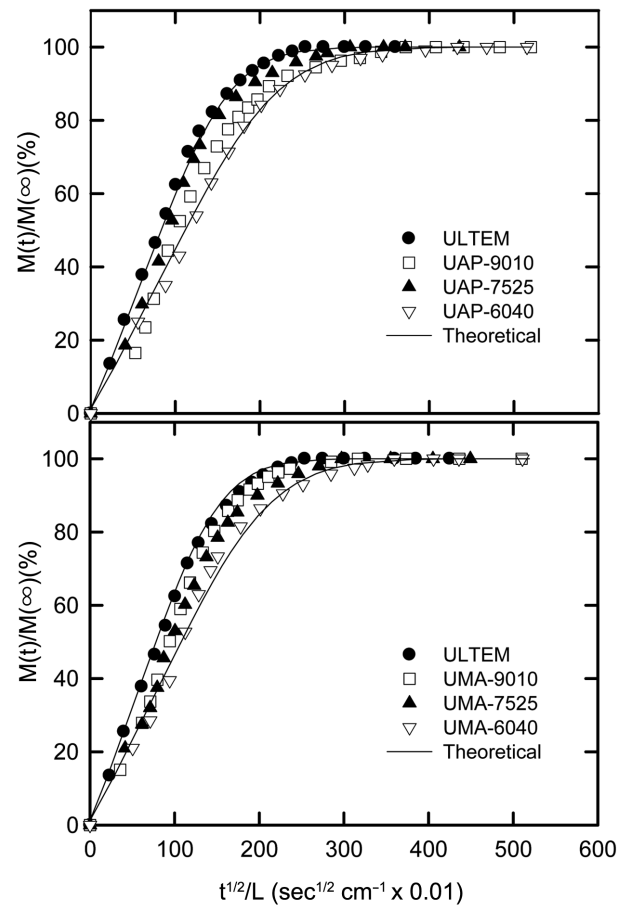 M(t)/M(∞)(%)
100
80
60
40
20
0
ULTEM
UAP-9010
UAP-7525
UAP-6040
Theoretical
M(t)/M(∞)(%)
100
80
60
40
20
0
ULTEM
UMA-9010
UMA-7525
UMA-6040
Theoretical
0 100 200 300 400 500 600
t¹/²/L (sec¹/² cm⁻¹ x 0.01)